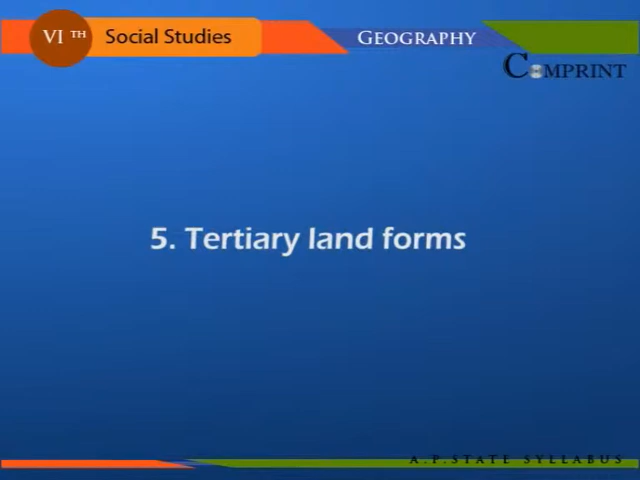 VI TH
Social Studies
GEOGRAPHY
COMPRINT
5. Tertiary land forms
A.P.STATE SYLLABUS